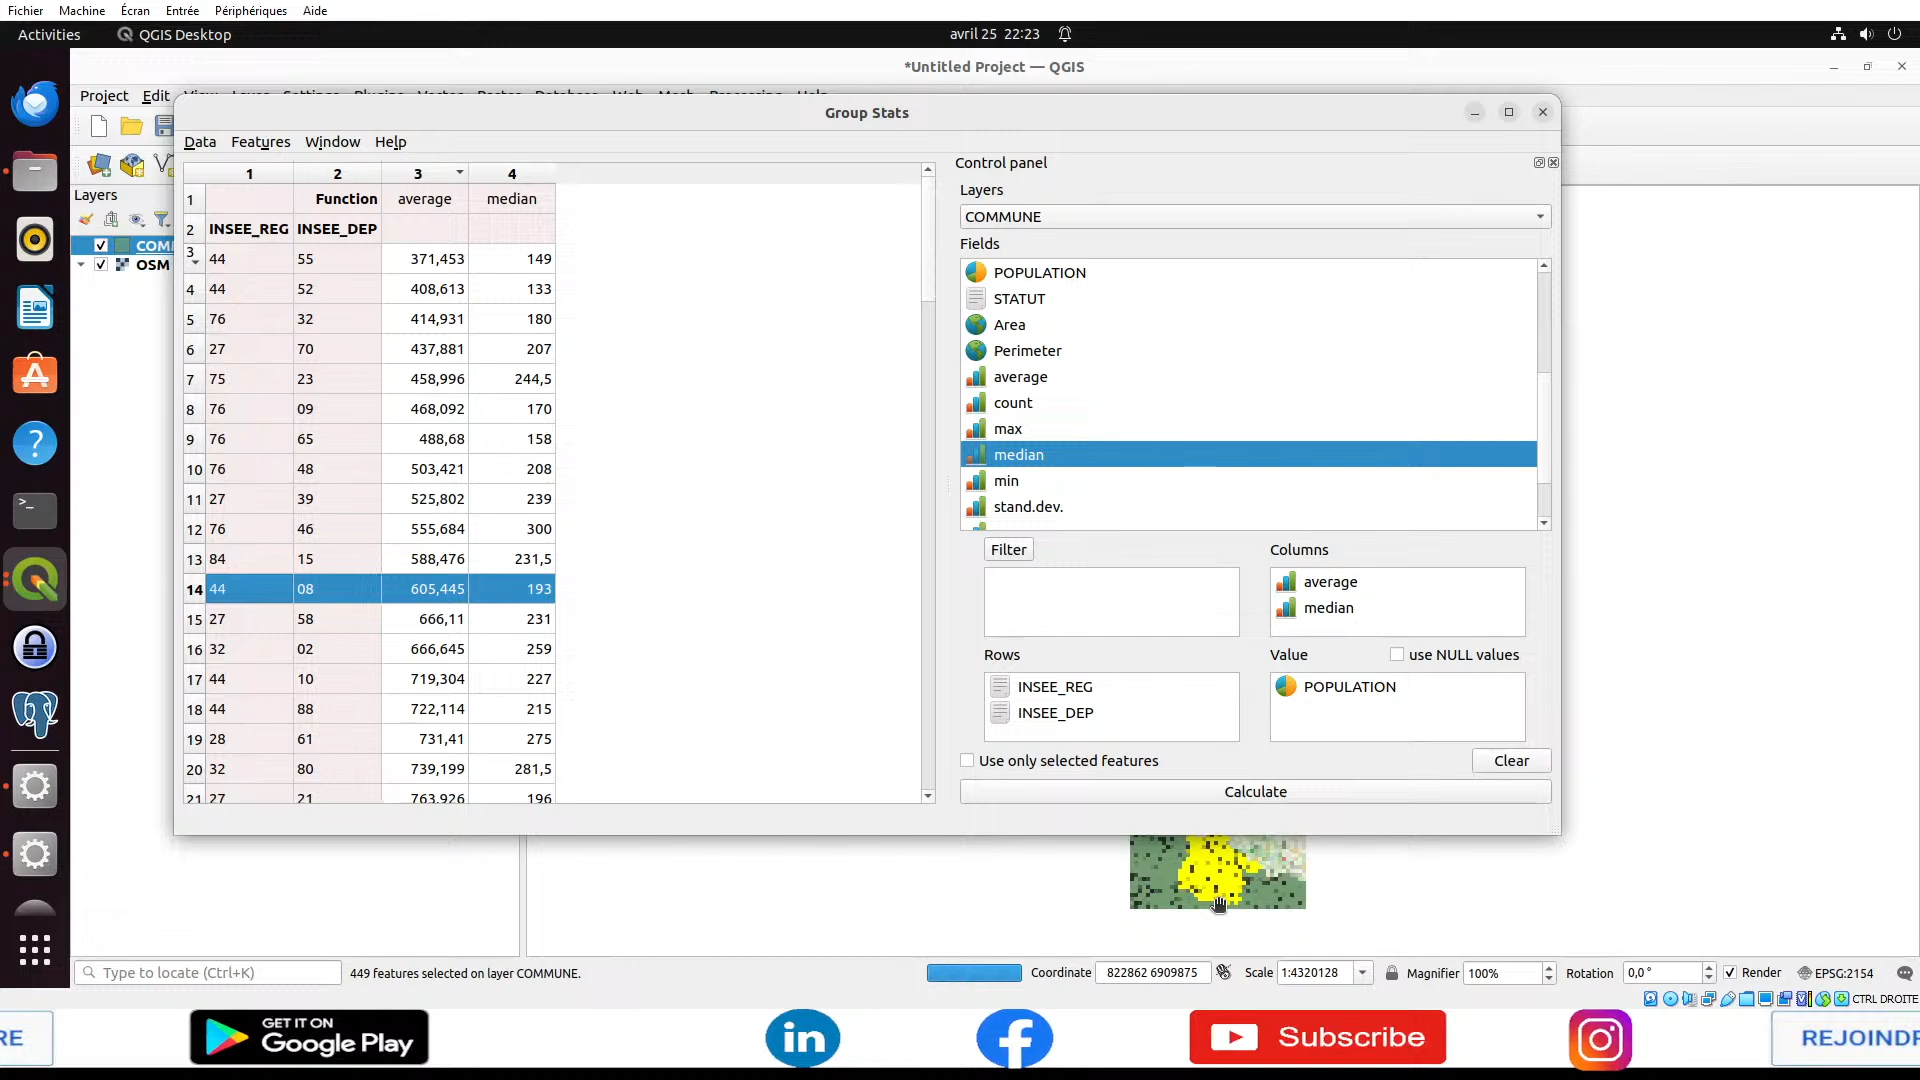 Fichier Machine Écran Entrée Périphériques Aide
Activities QGIS Desktop avril 25 22:23
*Untitled Project — QGIS
Project Edit
Group Stats
Data Features Window Help
Layers
COMM
OSM
1 2 3 4
1 Function average median
2 INSEE_REG INSEE_DEP
3 44 55 371,453 149
4 44 52 408,613 133
5 76 32 414,931 180
6 27 70 437,881 207
7 75 23 458,996 244,5
8 76 09 468,092 170
9 76 65 488,68 158
10 76 48 503,421 208
11 27 39 525,802 239
12 76 46 555,684 300
13 84 15 588,476 231,5
14 44 08 605,445 193
15 27 58 666,11 231
16 32 02 666,645 259
17 44 10 719,304 227
18 44 88 722,114 215
19 28 61 731,41 275
20 32 80 739,199 281,5
21 27 21 763,926 196
Control panel
Layers
COMMUNE
Fields
POPULATION
STATUT
Area
Perimeter
average
count
max
median
min
stand.dev.
Filter Columns
average
median
Rows Value use NULL values
INSEE_REG POPULATION
INSEE_DEP
Use only selected features Clear
Calculate
Type to locate (Ctrl+K) 449 features selected on layer COMMUNE. Coordinate 822862 6909875 Scale 1:4320128 Magnifier 100% Rotation 0,0 ° Render EPSG:2154
CTRL DROITE
RE GET IT ON
Google Play in f Subscribe REJOINDR